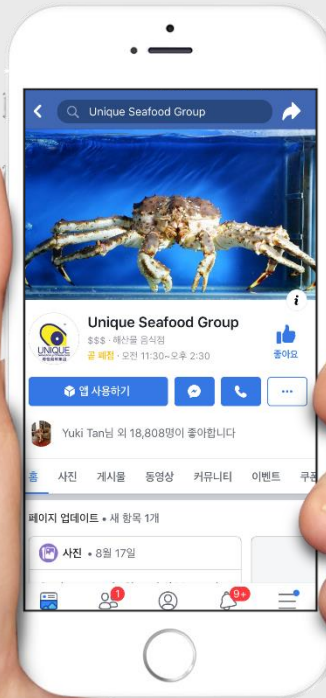 Unique Seafood Group
Unique Seafood Group
$$$ · 해산물 음식점
곧 폐점 · 오전 11:30~오후 2:30
좋아요
UNIQUE
앱 사용하기
Yuki Tan님 외 18,808명이 좋아합니다
홈 사진 게시물 동영상 커뮤니티 이벤트 쿠폰
페이지 업데이트 • 새 항목 1개
사진 • 8월 17일
1
9+